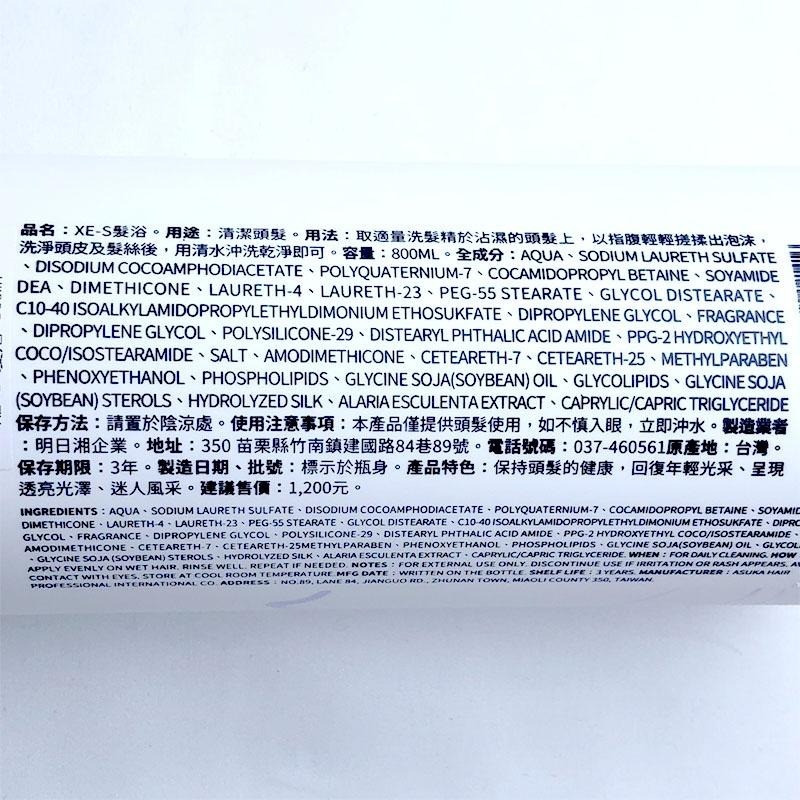 品名：XE-S髮浴。用途：清潔頭髮。用法：取適量洗髮精於沾濕的頭髮上，以指腹輕輕搓揉出泡沫，
洗淨頭皮及髮絲後，用清水沖洗乾淨即可。容量：800ML。全成分：AQUA、SODIUM LAURETH SULFATE
、DISODIUM COCOAMPHODIACETATE、POLYQUATERNIUM-7、COCAMIDOPROPYL BETAINE、SOYAMIDE
DEA、DIMETHICONE、LAURETH-4、LAURETH-23、PEG-55 STEARATE、GLYCOL DISTEARATE、
C10-40 ISOALKYLAMIDOPROPYLETHYLDIMONIUM ETHOSUKFATE、DIPROPYLENE GLYCOL、FRAGRANCE
、DIPROPYLENE GLYCOL、POLYSILICONE-29、DISTEARYL PHTHALIC ACID AMIDE、PPG-2 HYDROXYETHYL
COCO/ISOSTEARAMIDE、SALT、AMODIMETHICONE、CETEARETH-7、CETEARETH-25、METHYLPARABEN
、PHENOXYETHANOL、PHOSPHOLIPIDS、GLYCINE SOJA(SOYBEAN) OIL、GLYCOLIPIDS、GLYCINE SOJA
(SOYBEAN) STEROLS、HYDROLYZED SILK、ALARIA ESCULENTA EXTRACT、CAPRYLIC/CAPRIC TRIGLYCERIDE
保存方法：請置於陰涼處。使用注意事項：本產品僅提供頭髮使用，如不慎入眼，立即沖水。製造業者
：明日湘企業。地址：350 苗栗縣竹南鎮建國路84巷89號。電話號碼：037-460561原產地：台灣。
保存期限：3年。製造日期、批號：標示於瓶身。產品特色：保持頭髮的健康，回復年輕光采、呈現
透亮光澤、迷人風采。建議售價：1,200元。
INGREDIENTS：AQUA、SODIUM LAURETH SULFATE、DISODIUM COCOAMPHODIACETATE、POLYQUATERNIUM-7、COCAMIDOPROPYL BETAINE、SOYAMID
DIMETHICONE、LAURETH-4、LAURETH-23、PEG-55 STEARATE、GLYCOL DISTEARATE、C10-40 ISOALKYLAMIDOPROPYLETHYLDIMONIUM ETHOSUKFATE、DIPRO
GLYCOL、FRAGRANCE、DIPROPYLENE GLYCOL、POLYSILICONE-29、DISTEARYL PHTHALIC ACID AMIDE、PPG-2 HYDROXYETHYL COCO/ISOSTEARAMIDE、
AMODIMETHICONE、CETEARETH-7、CETEARETH-25METHYLPARABEN、PHENOXYETHANOL、PHOSPHOLIPIDS、GLYCINE SOJA(SOYBEAN) OIL、GLYCOL
、GLYCINE SOJA (SOYBEAN) STEROLS、HYDROLYZED SILK、ALARIA ESCULENTA EXTRACT、CAPRYLIC/CAPRIC TRIGLYCERIDE. WHEN：FOR DAILY CLEANING. HOW
APPLY EVENLY ON WET HAIR. RINSE WELL. REPEAT IF NEEDED. NOTES：FOR EXTERNAL USE ONLY. DISCONTINUE USE IF IRRITATION OR RASH APPEARS. AV
CONTACT WITH EYES. STORE AT COOL ROOM TEMPERATURE.MFG DATE：WRITTEN ON THE BOTTLE. SHELF LIFE：3 YEARS. MANUFACTURER：ASUKA HAIR
PROFESSIONAL INTERNATIONAL CO. ADDRESS：NO.89, LANE 84, JIANGUO RD., ZHUNAN TOWN, MIAOLI COUNTY 350, TAIWAN.